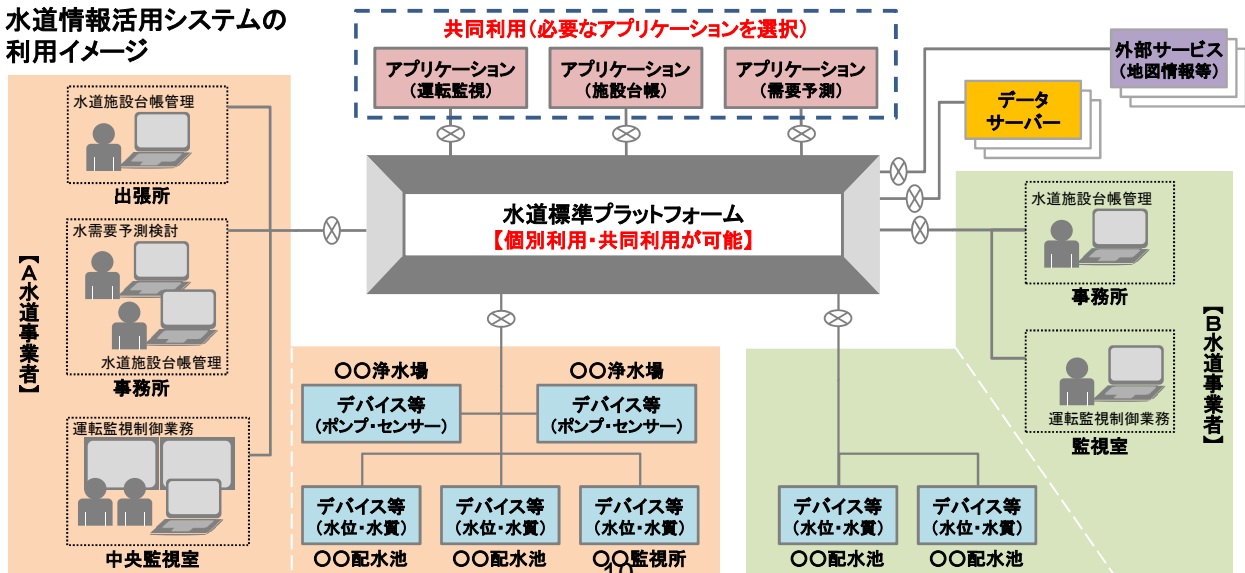 水道情報活用システムの
利用イメージ
共同利用(必要なアプリケーションを選択)
アプリケーション
(運転監視)
アプリケーション
(施設台帳)
アプリケーション
(需要予測)
外部サービス
(地図情報等)
データ
サーバー
水道標準プラットフォーム
【個別利用・共同利用が可能】
【A水道事業者】
水道施設台帳管理
出張所
水需要予測検討
水道施設台帳管理
事務所
運転監視制御業務
中央監視室
〇〇浄水場
デバイス等
(ポンプ・センサー)
〇〇浄水場
デバイス等
(ポンプ・センサー)
デバイス等
(水位・水質)
〇〇配水池
デバイス等
(水位・水質)
〇〇配水池
デバイス等
(水位・水質)
〇〇監視所
デバイス等
(水位・水質)
〇〇配水池
デバイス等
(水位・水質)
〇〇配水池
【B水道事業者】
水道施設台帳管理
事務所
運転監視制御業務
監視室
10